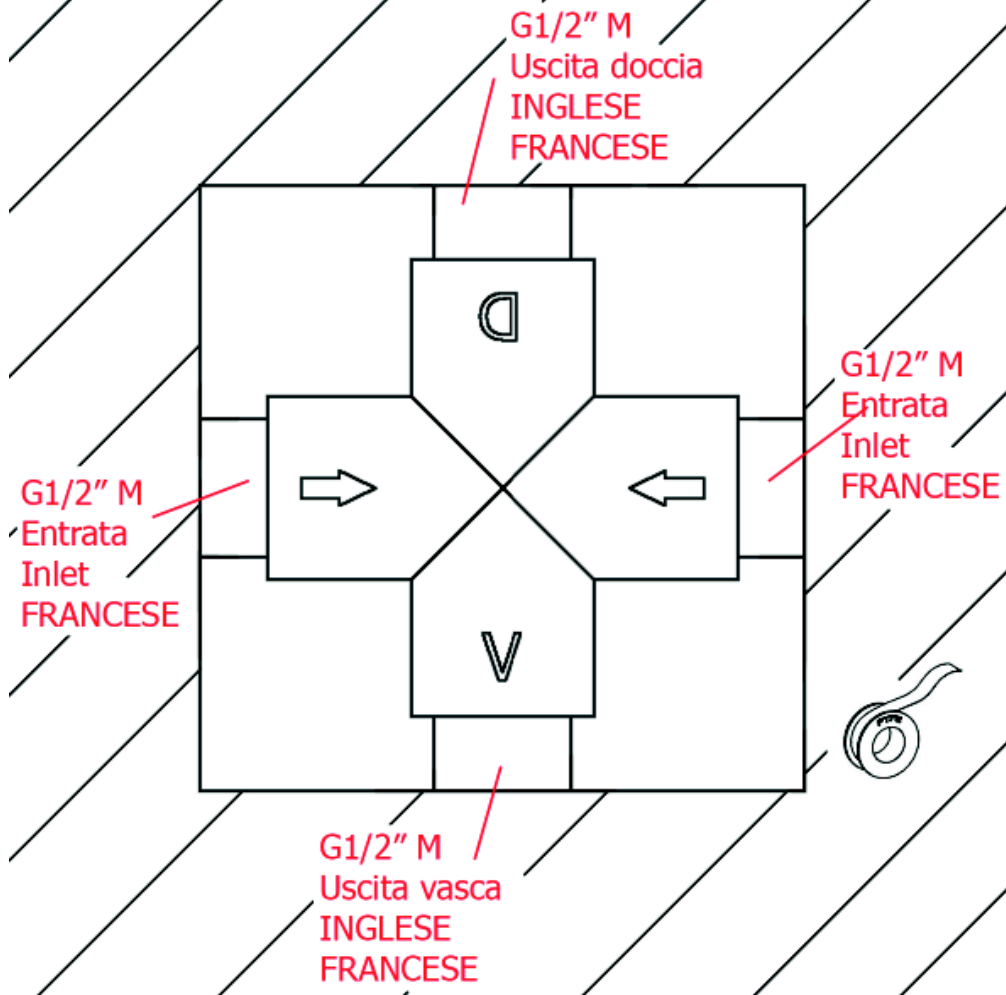 G1/2" M
Uscita doccia
INGLESE
FRANCESE
D
G1/2" M
Entrata
Inlet
FRANCESE
G1/2" M
Entrata
Inlet
FRANCESE
V
PTFE
G1/2" M
Uscita vasca
INGLESE
FRANCESE